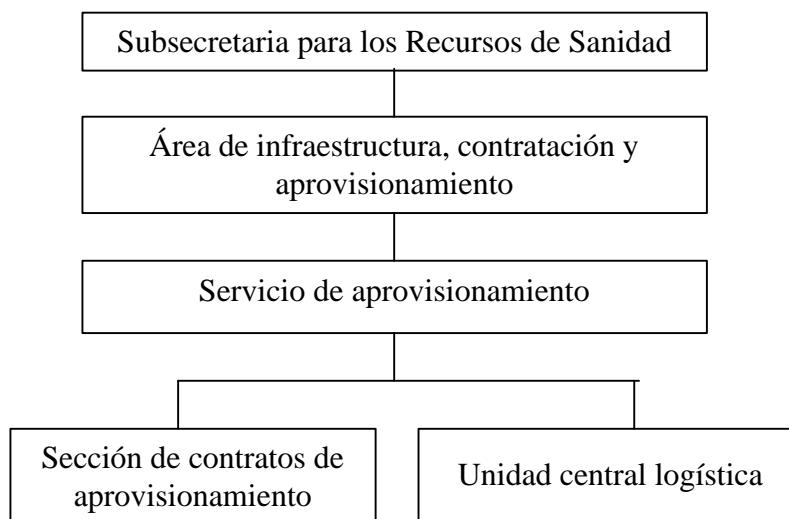 Subsecretaria para los Recursos de Sanidad
Área de infraestructura, contratación y
aprovisionamiento
Servicio de aprovisionamiento
Sección de contratos de
aprovisionamiento
Unidad central logística